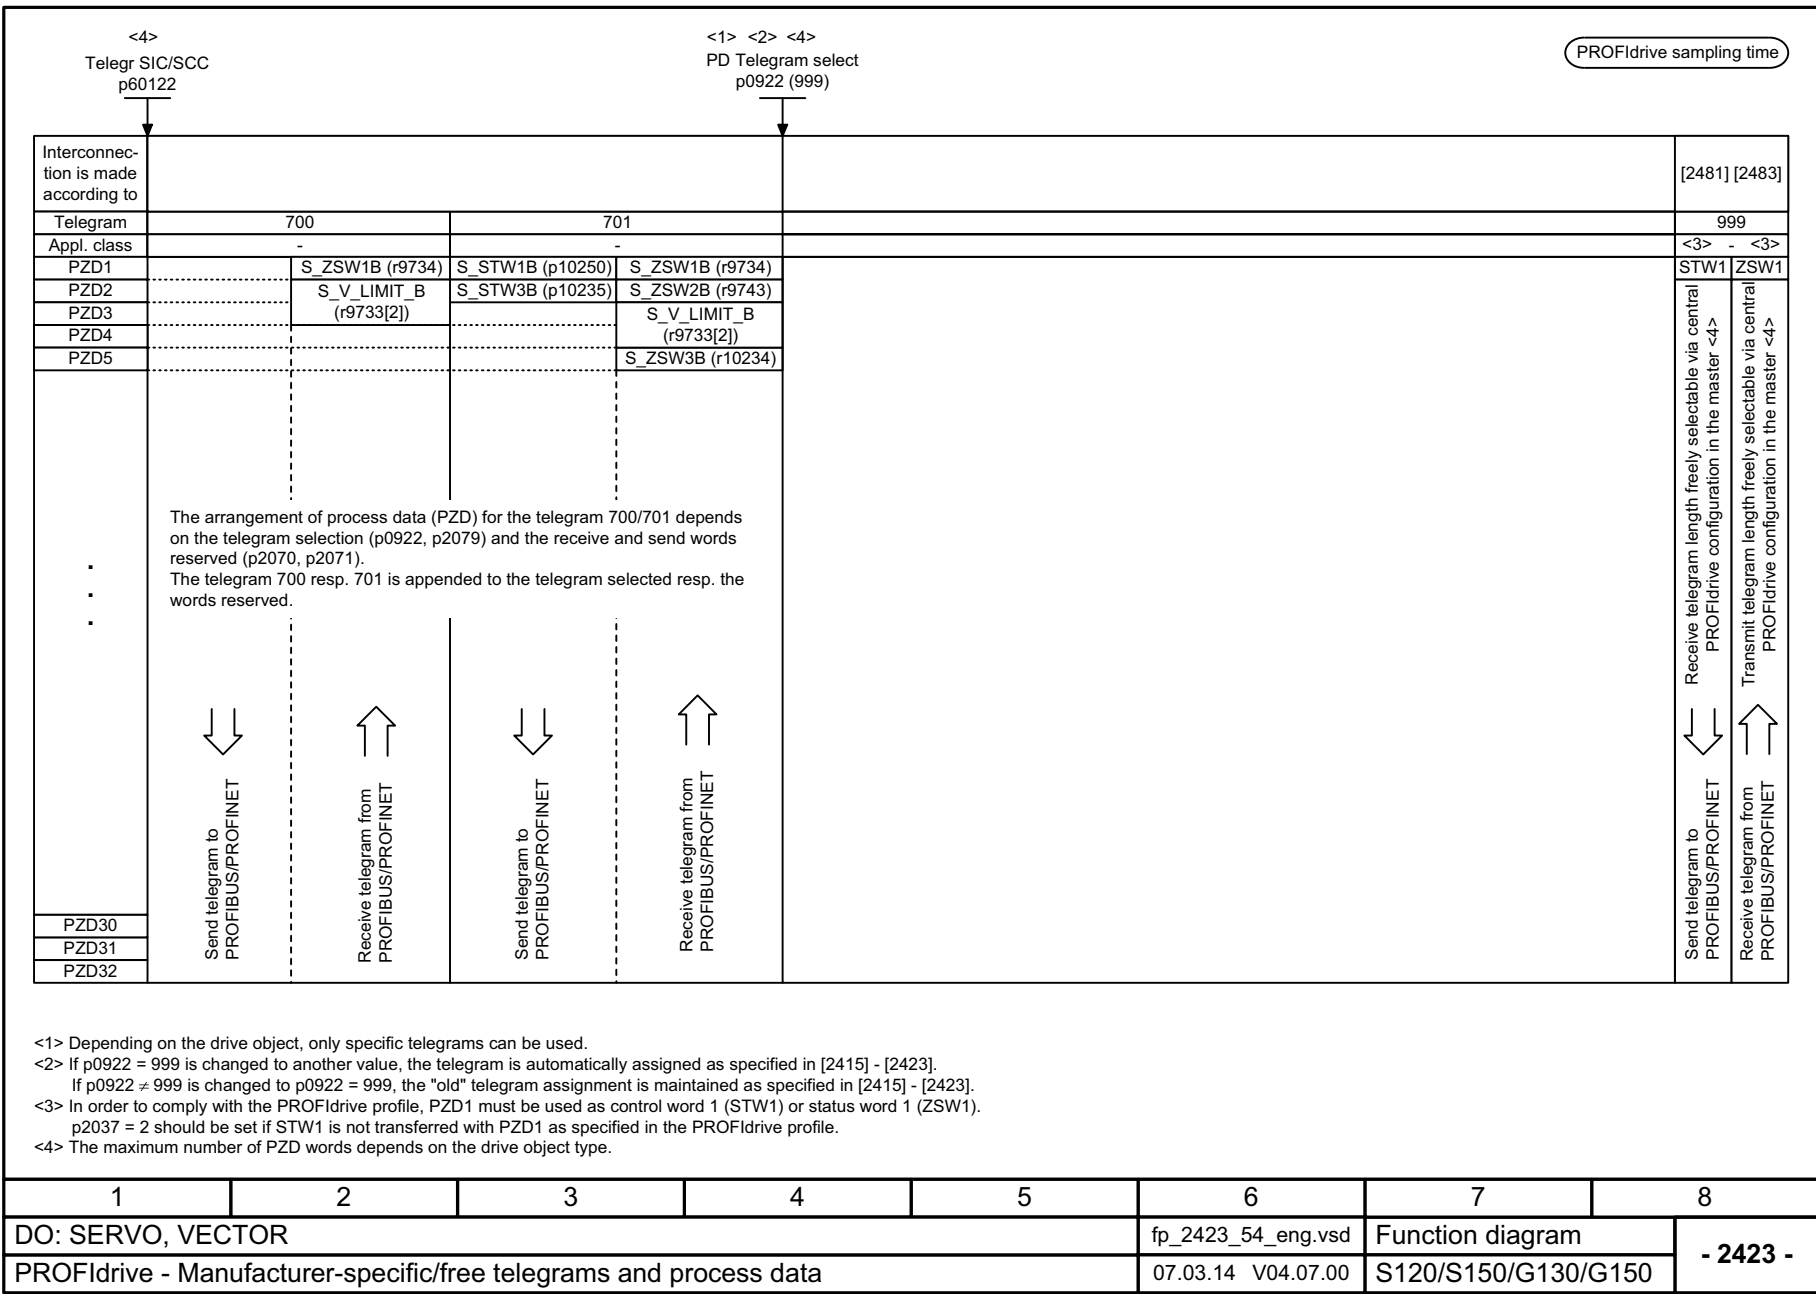 <4>
Telegr SIC/SCC
p60122
<1> <2> <4>
PD Telegram select
p0922 (999)
PROFIdrive sampling time
Interconnec-
tion is made
according to
[2481] [2483]
Telegram 700 701 999
Appl. class - - <3> - <3>
PZD1 S_ZSW1B (r9734) S_STW1B (p10250) S_ZSW1B (r9734) STW1 ZSW1
PZD2 S_V_LIMIT_B S_STW3B (p10235) S_ZSW2B (r9743)
PZD3 (r9733[2]) S_V_LIMIT_B
PZD4 (r9733[2])
PZD5 S_ZSW3B (r10234)
Receive telegram length freely selectable via central
PROFIdrive configuration in the master <4>
Transmit telegram length freely selectable via central
PROFIdrive configuration in the master <4>
The arrangement of process data (PZD) for the telegram 700/701 depends
on the telegram selection (p0922, p2079) and the receive and send words
reserved (p2070, p2071).
The telegram 700 resp. 701 is appended to the telegram selected resp. the
words reserved.
.
.
.
Send telegram to
PROFIBUS/PROFINET
Receive telegram from
PROFIBUS/PROFINET
Send telegram to
PROFIBUS/PROFINET
Receive telegram from
PROFIBUS/PROFINET
Send telegram to
PROFIBUS/PROFINET
Receive telegram from
PROFIBUS/PROFINET
PZD30
PZD31
PZD32
<1> Depending on the drive object, only specific telegrams can be used.
<2> If p0922 = 999 is changed to another value, the telegram is automatically assigned as specified in [2415] - [2423].
If p0922 ≠ 999 is changed to p0922 = 999, the "old" telegram assignment is maintained as specified in [2415] - [2423].
<3> In order to comply with the PROFIdrive profile, PZD1 must be used as control word 1 (STW1) or status word 1 (ZSW1).
p2037 = 2 should be set if STW1 is not transferred with PZD1 as specified in the PROFIdrive profile.
<4> The maximum number of PZD words depends on the drive object type.
1 2 3 4 5 6 7 8
DO: SERVO, VECTOR fp_2423_54_eng.vsd Function diagram
- 2423 -
PROFIdrive - Manufacturer-specific/free telegrams and process data 07.03.14 V04.07.00 S120/S150/G130/G150